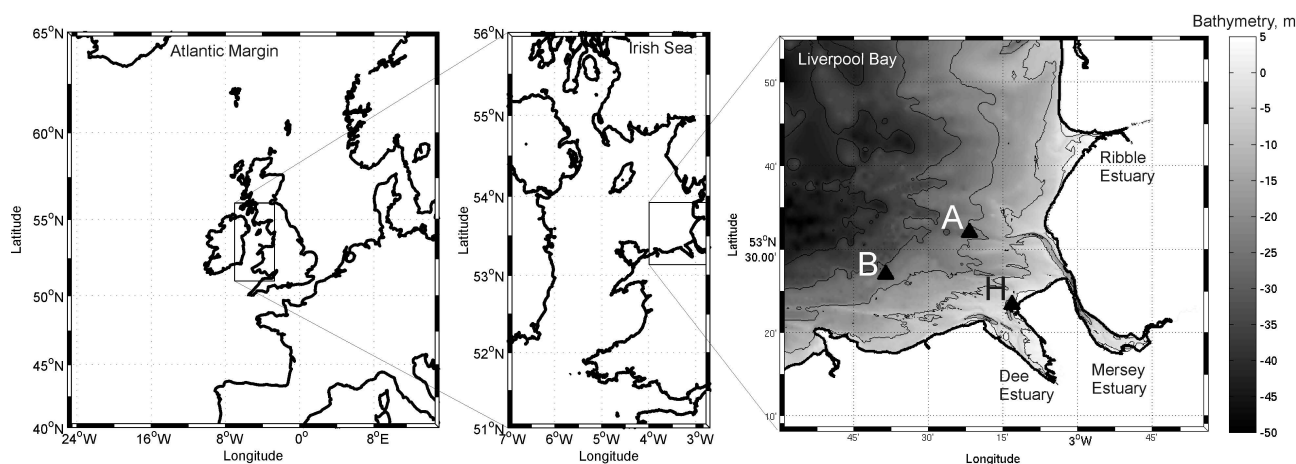 Atlantic Margin
65°N
60°N
55°N
50°N
45°N
40°N
Latitude
24°W
16°W
8°W
0°
8°E
Longitude
Irish Sea
56°N
55°N
54°N
53°N
52°N
51°N
Latitude
7°W
6°W
5°W
4°W
3°W
Longitude
Liverpool Bay
50'
40'
53°N
30.00'
20'
10'
Latitude
A
B
H
Ribble
Estuary
Dee
Estuary
Mersey
Estuary
45'
30'
15'
3°W
45'
Longitude
Bathymetry, m
5
0
-5
-10
-15
-20
-25
-30
-35
-40
-45
-50